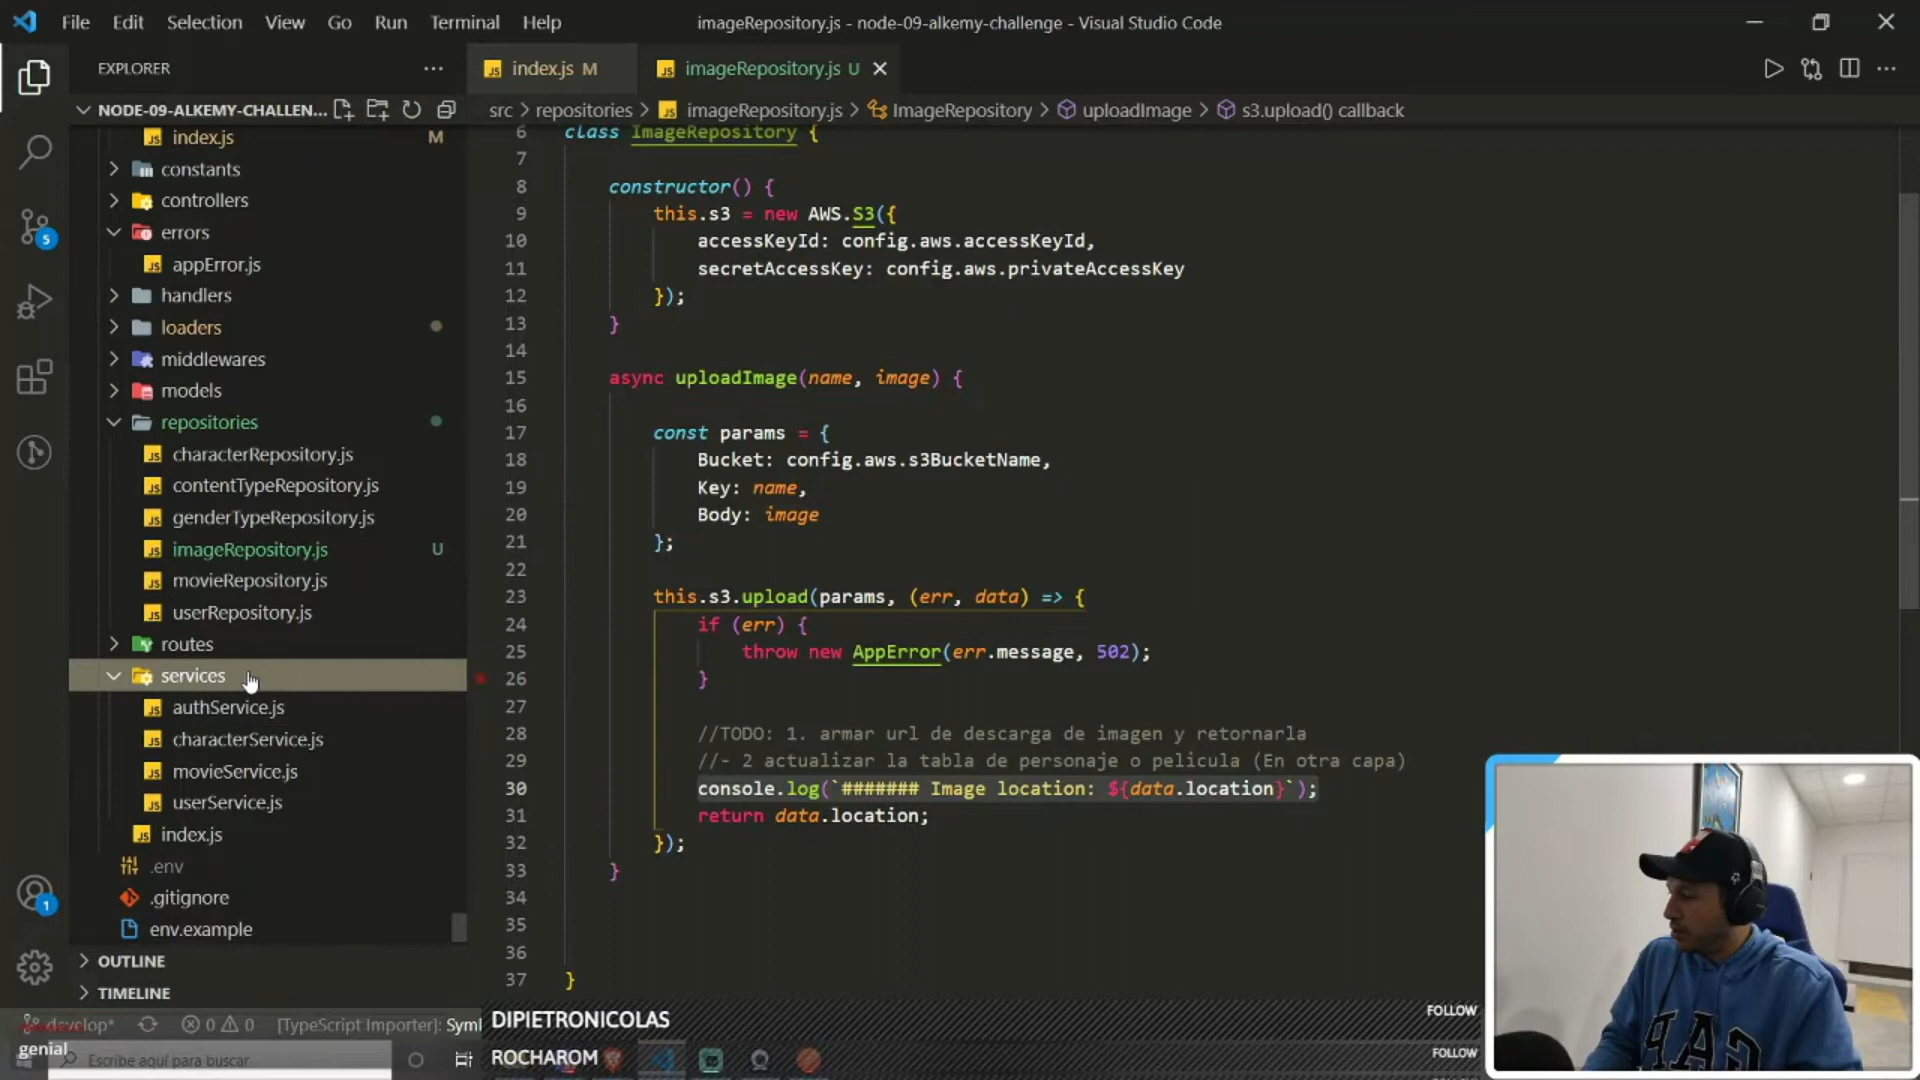 File Edit Selection View Go Run Terminal Help
imageRepository.js - node-09-alkemy-challenge - Visual Studio Code
EXPLORER
index.js M
imageRepository.js U
NODE-09-ALKEMY-CHALLEN...
src > repositories > imageRepository.js > ImageRepository > uploadImage > s3.upload() callback
index.js M
constants
controllers
errors
appError.js
handlers
loaders
middlewares
models
repositories
characterRepository.js
contentTypeRepository.js
genderTypeRepository.js
imageRepository.js U
movieRepository.js
userRepository.js
routes
services
authService.js
characterService.js
movieService.js
userService.js
index.js
.env
.gitignore
env.example
OUTLINE
TIMELINE
5
1
6 class ImageRepository {
7
8 constructor() {
9 this.s3 = new AWS.S3({
10 accessKeyId: config.aws.accessKeyId,
11 secretAccessKey: config.aws.privateAccessKey
12 });
13 }
14
15 async uploadImage(name, image) {
16
17 const params = {
18 Bucket: config.aws.s3BucketName,
19 Key: name,
20 Body: image
21 };
22
23 this.s3.upload(params, (err, data) => {
24 if (err) {
25 throw new AppError(err.message, 502);
26 }
27
28 //TODO: 1. armar url de descarga de imagen y retornarla
29 //- 2 actualizar la tabla de personaje o pelicula (En otra capa)
30 console.log(`####### Image location: ${data.location}`);
31 return data.location;
32 });
33 }
34
35
36
37 }
develop* 0 0 [TypeScript Importer]: Syml
genial
Escribe aquí para buscar
DIPIETRONICOLAS FOLLOW
ROCHAROM FOLLOW
GAP